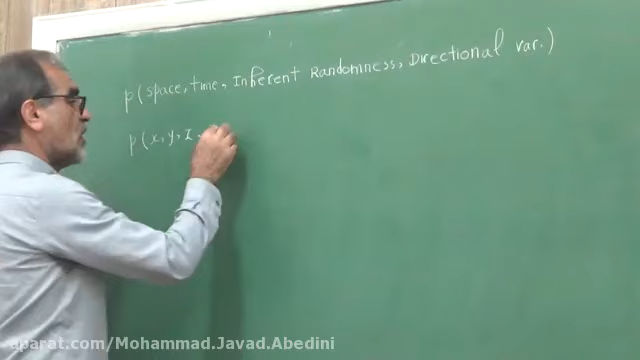 p(space, time, Inherent Randomness, Directional var.)
p(x, y, z,
aparat.com/Mohammad.Javad.Abedini